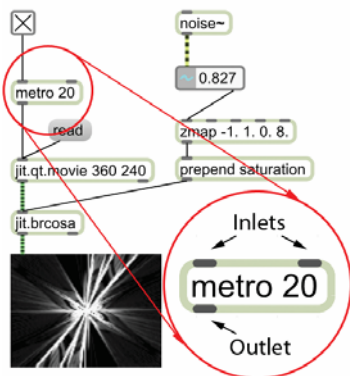 noise~
0.827
metro 20
read
zmap -1. 1. 0. 8.
jit.qt.movie 360 240
prepend saturation
jit.brcosa
Inlets
metro 20
Outlet